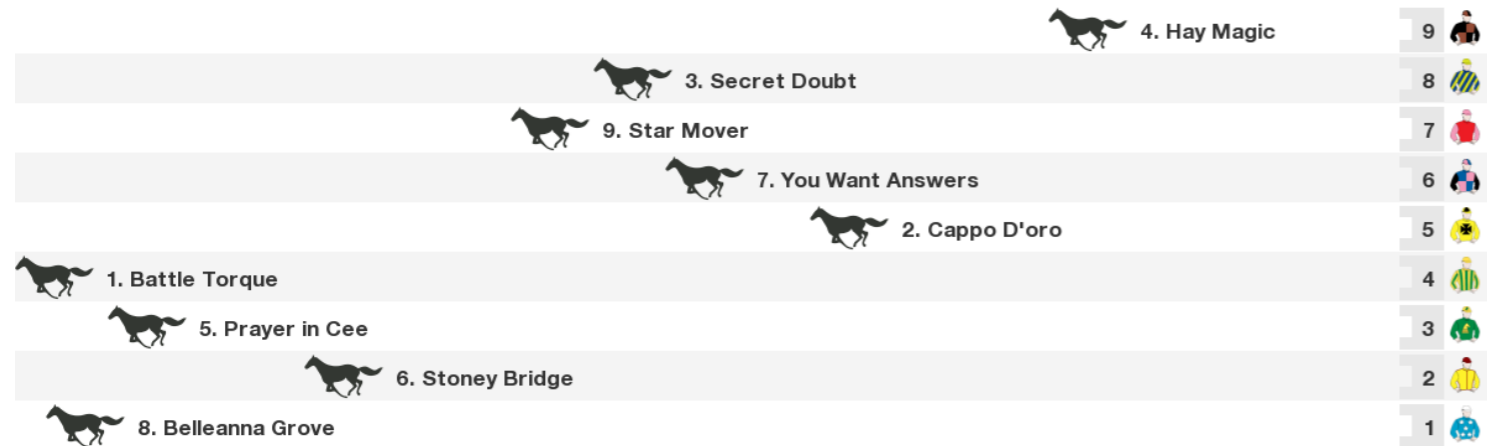 4. Hay Magic 9
3. Secret Doubt 8
9. Star Mover 7
7. You Want Answers 6
2. Cappo D'oro 5
1. Battle Torque 4
5. Prayer in Cee 3
6. Stoney Bridge 2
8. Belleanna Grove 1